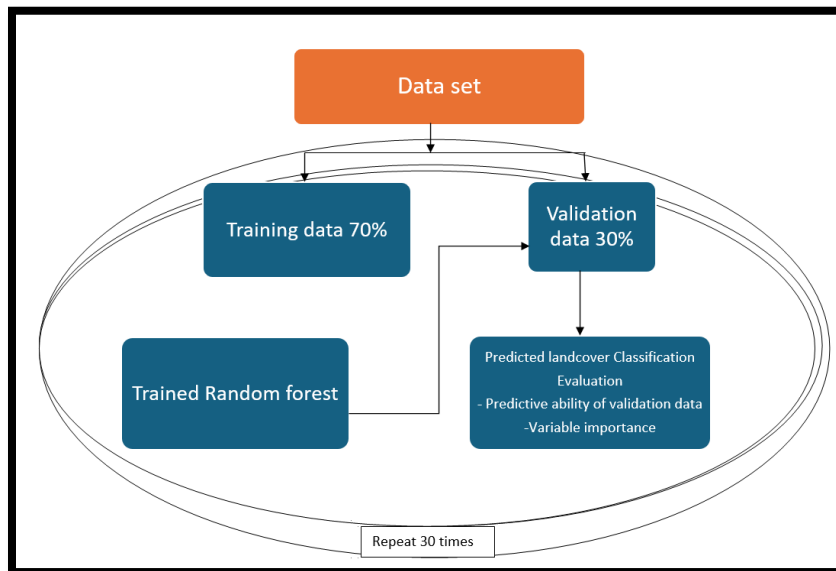 Data set
Training data 70%
Validation
data 30%
Trained Random forest
Predicted landcover Classification
Evaluation
- Predictive ability of validation data
-Variable importance
Repeat 30 times